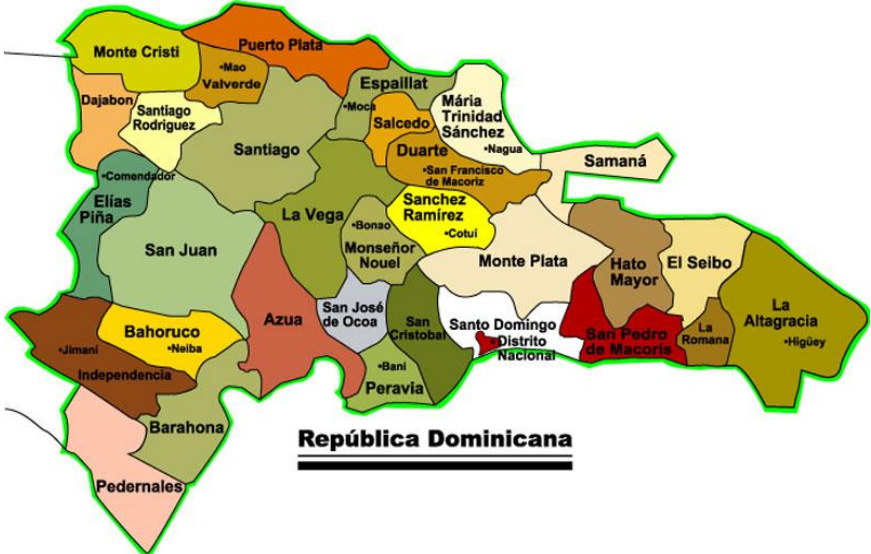 Monte Cristi
Puerto Plata
•Mao
Valverde
Espaillat
Dajabon
Santiago
Rodriguez
•Moca
Salcedo
Mária
Trinidad
Sánchez
•Nagua
Santiago
Duarte
•San Francisco
de Macoriz
Samaná
•Comendador
Elías
Piña
La Vega
Sanchez
Ramírez
•Cotuí
San Juan
•Bonao
Monseñor
Nouel
Monte Plata
Hato
Mayor
El Seibo
La
Altagracia
•Higüey
Bahoruco
•Neiba
Azua
San José
de Ocoa
San
Cristobal
Santo Domingo
•Distrito
Nacional
San Pedro
de Macorís
La
Romana
•Jimaní
Independencia
•Bani
Peravia
Barahona
Pedernales
República Dominicana